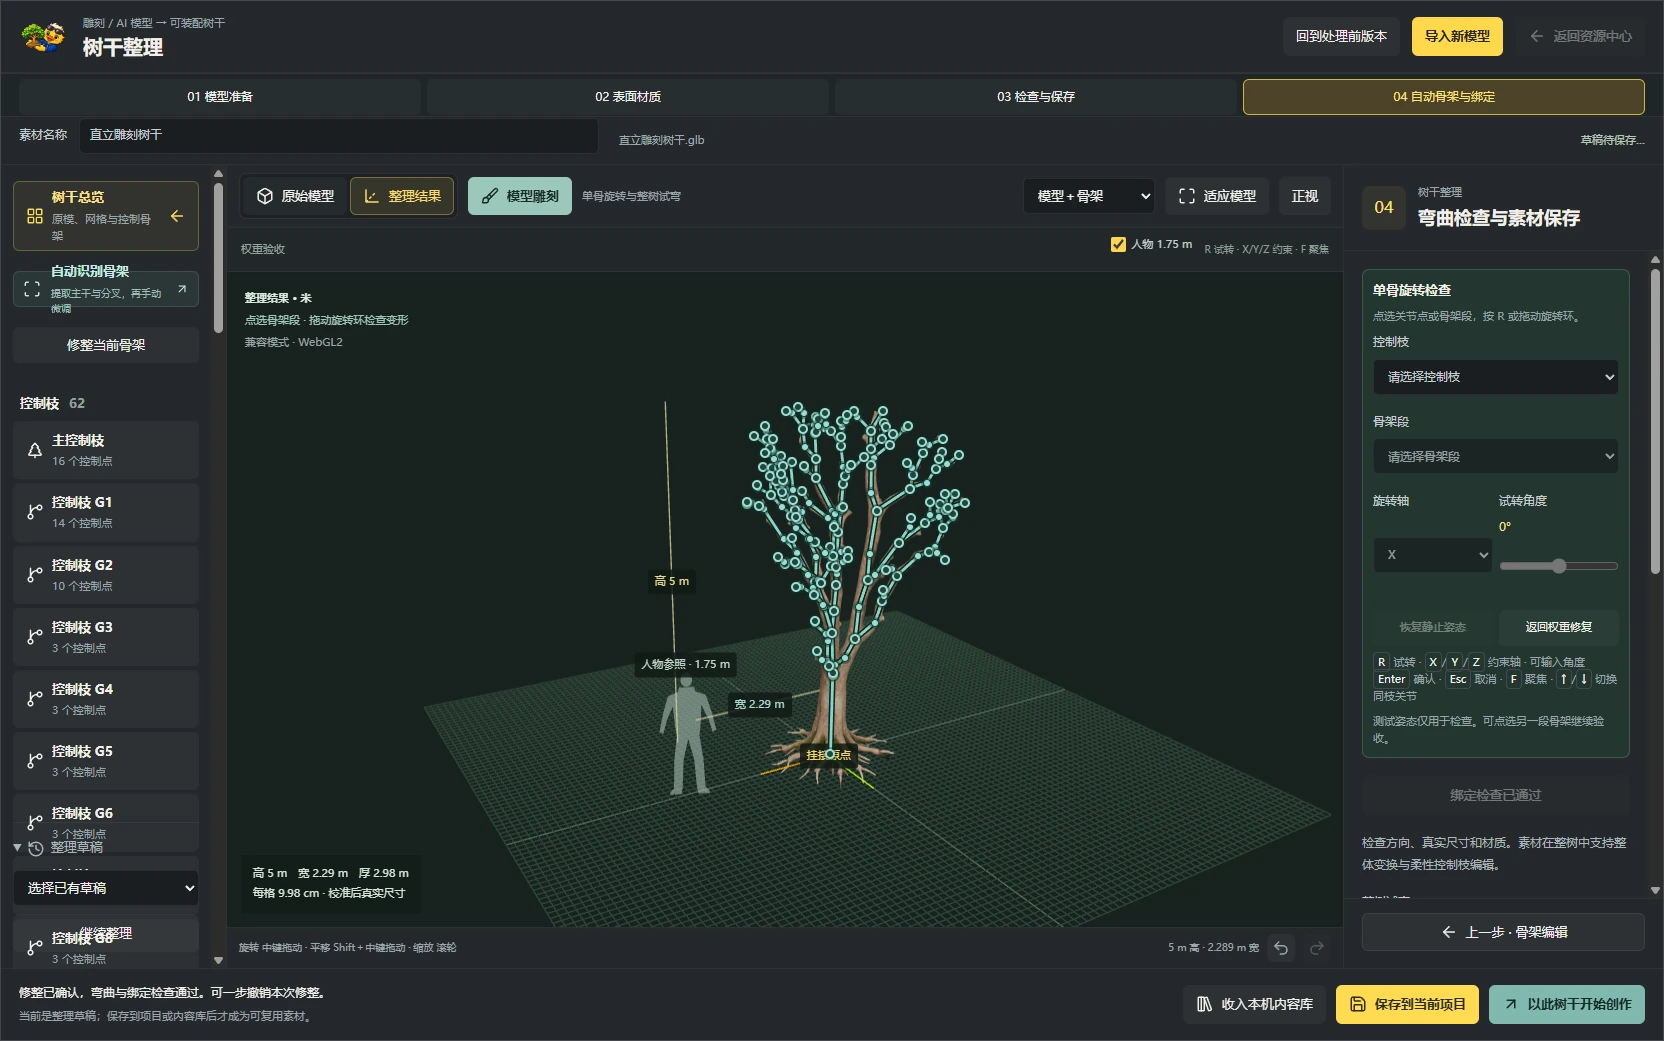 雕刻 / AI 模型 → 可装配树干
树干整理
回到处理前版本
导入新模型
← 返回资源中心
01 模型准备
02 表面材质
03 检查与保存
04 自动骨架与绑定
素材名称
直立雕刻树干
直立雕刻树干.glb
草稿待保存...
树干总览
原模、网格与控制骨
架
自动识别骨架
提取主干与分叉，再手动
微调
修整当前骨架
控制枝 62
主控制枝
16 个控制点
控制枝 G1
14 个控制点
控制枝 G2
10 个控制点
控制枝 G3
3 个控制点
控制枝 G4
3 个控制点
控制枝 G5
3 个控制点
控制枝 G6
3 个控制点
整理草稿
选择已有草稿
继续整理
控制枝 G8
3 个控制点
原始模型
整理结果
模型雕刻
单骨旋转与整树试弯
模型 + 骨架
适应模型
正视
权重验收
人物 1.75 m
R 试转 · X/Y/Z 约束 · F 聚焦
整理结果 • 未
点选骨架段 · 拖动旋转环检查变形
兼容模式 · WebGL2
高 5 m
人物参照 · 1.75 m
宽 2.29 m
挂接原点
高 5 m 宽 2.29 m 厚 2.98 m
每格 9.98 cm · 校准后真实尺寸
旋转 中键拖动 · 平移 Shift + 中键拖动 · 缩放 滚轮
5 m 高 · 2.289 m 宽
04
树干整理
弯曲检查与素材保存
单骨旋转检查
点选关节点或骨架段，按 R 或拖动旋转环。
控制枝
请选择控制枝
骨架段
请选择骨架段
旋转轴
试转角度
0°
X
恢复静止姿态
返回权重修复
R 试转 · X / Y / Z 约束轴 · 可输入角度
Enter 确认 · Esc 取消 · F 聚焦 · ↑ / ↓ 切换
同枝关节
测试姿态仅用于检查。可点选另一段骨架继续验
收。
绑定检查已通过
检查方向、真实尺寸和材质。素材在整树中支持整
体变换与柔性控制枝编辑。
← 上一步 · 骨架编辑
修整已确认，弯曲与绑定检查通过。可一步撤销本次修整。
当前是整理草稿；保存到项目或内容库后才成为可复用素材。
收入本机内容库
保存到当前项目
以此树干开始创作